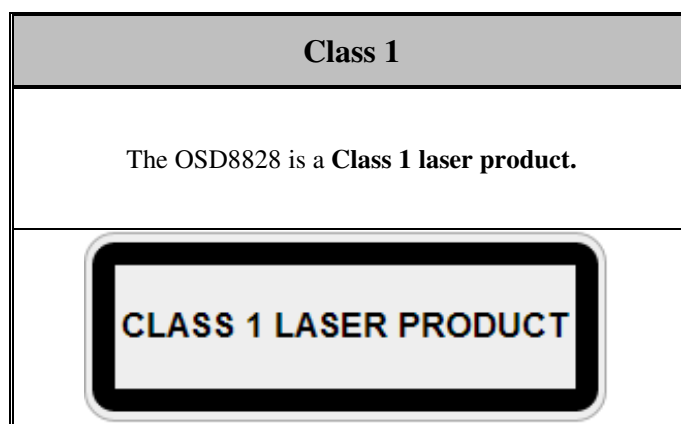 Class 1
The OSD8828 is a Class 1 laser product.
CLASS 1 LASER PRODUCT